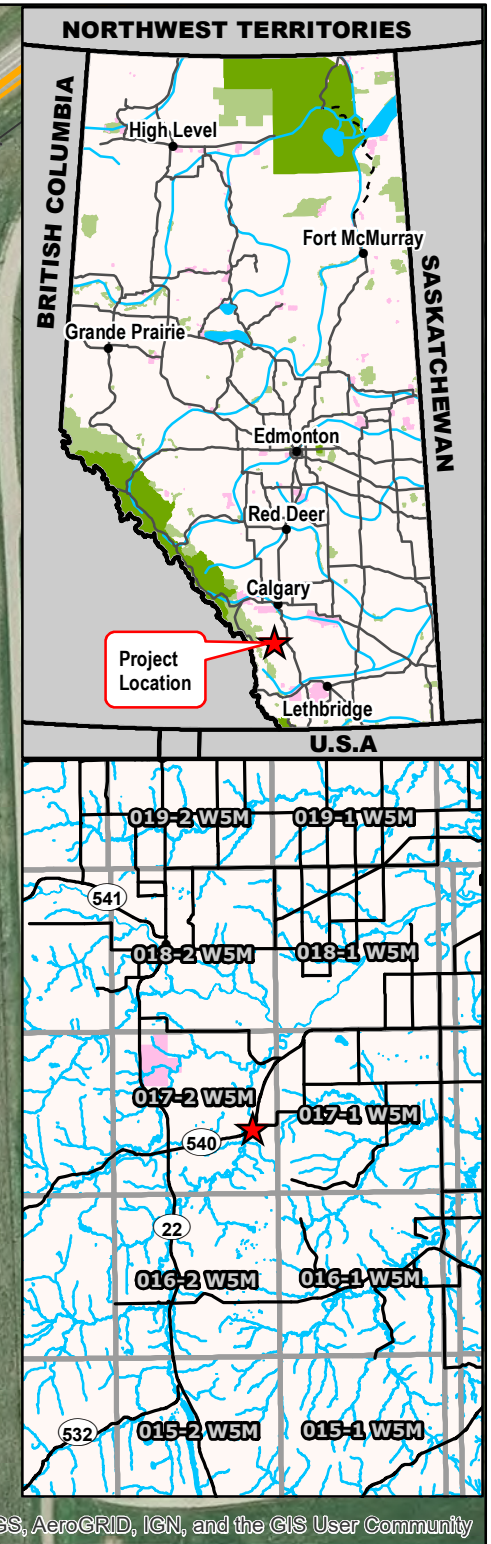 NORTHWEST TERRITORIES
BRITISH COLUMBIA
High Level
Fort McMurray
SASKATCHEWAN
Grande Prairie
Edmonton
Red Deer
Calgary
Project
Location
Lethbridge
U.S.A
019-2 W5M 019-1 W5M
541
018-2 W5M 018-1 W5M
017-2 W5M 017-1 W5M
540
22
016-2 W5M 016-1 W5M
532 015-2 W5M 015-1 W5M
GS, AeroGRID, IGN, and the GIS User Community